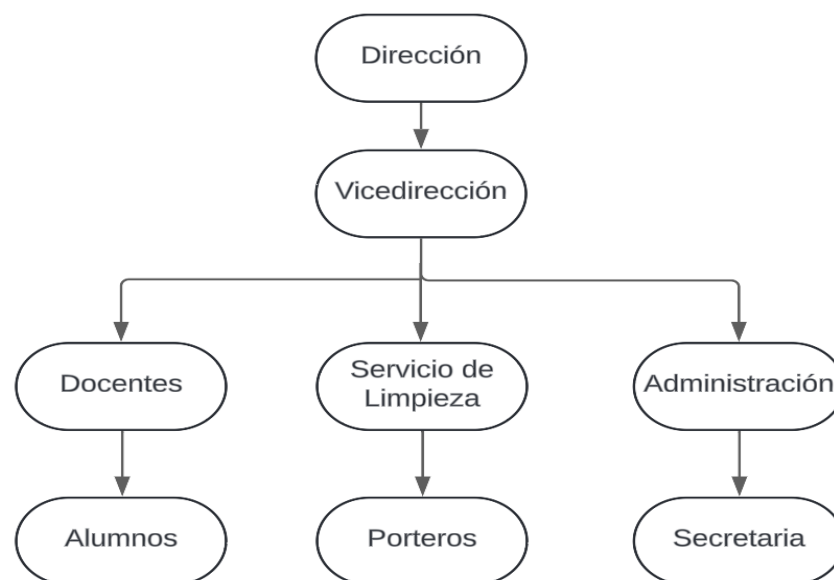 Dirección
Vicedirección
Docentes
Servicio de
Limpieza
Administración
Alumnos
Porteros
Secretaria